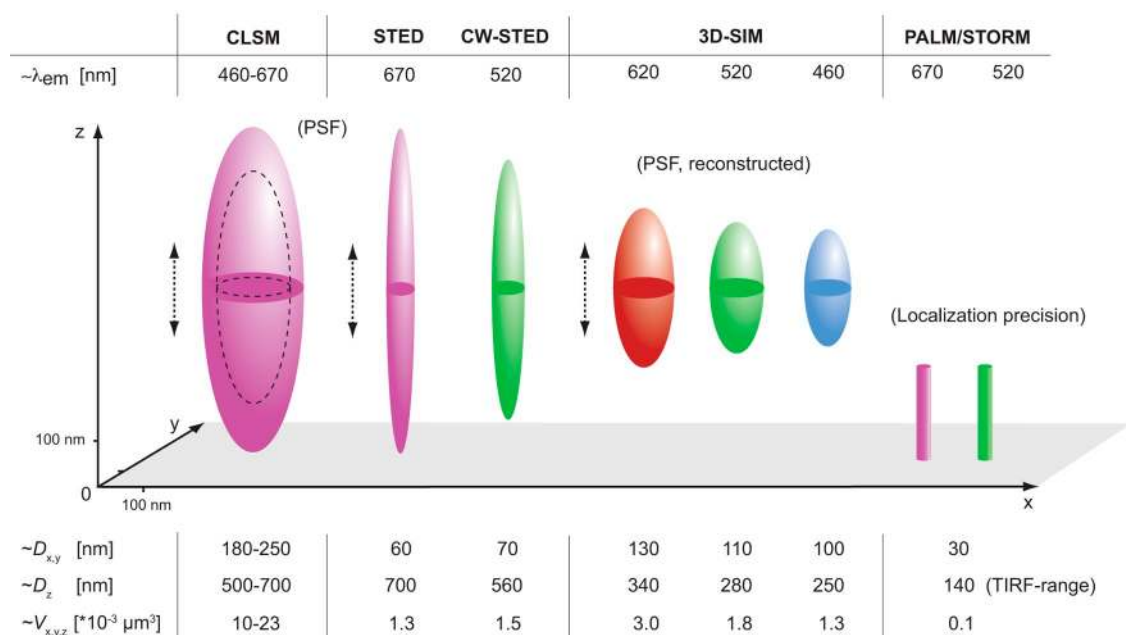 CLSM STED CW-STED 3D-SIM PALM/STORM
~λem [nm] 460-670 670 520 620 520 460 670 520
z (PSF)
(PSF, reconstructed)
(Localization precision)
y
100 nm
0
100 nm
x
~Dx,y [nm] 180-250 60 70 130 110 100 30
~Dz [nm] 500-700 700 560 340 280 250 140 (TIRF-range)
~Vx,y,z [*10⁻³ µm³] 10-23 1.3 1.5 3.0 1.8 1.3 0.1